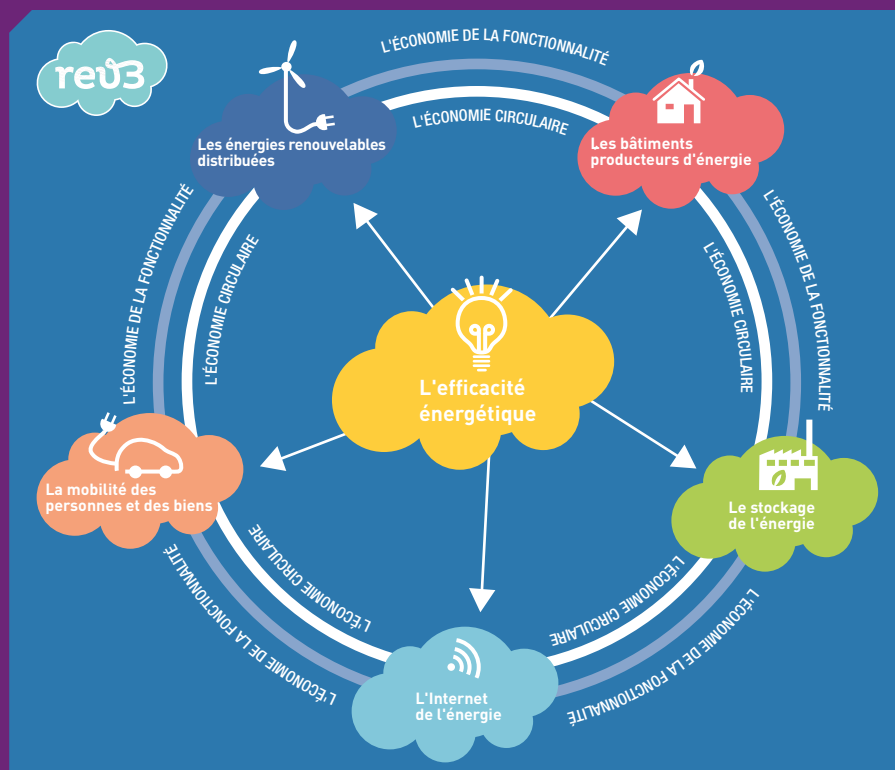 rev3
L'ÉCONOMIE DE LA FONCTIONNALITÉ
L'ÉCONOMIE CIRCULAIRE
Les énergies renouvelables
distribuées
Les bâtiments
producteurs d'énergie
L'ÉCONOMIE DE LA FONCTIONNALITÉ
L'ÉCONOMIE CIRCULAIRE
L'ÉCONOMIE CIRCULAIRE
L'ÉCONOMIE DE LA FONCTIONNALITÉ
L'efficacité
énergétique
La mobilité des
personnes et des biens
Le stockage
de l'énergie
L'ÉCONOMIE DE LA FONCTIONNALITÉ
L'ÉCONOMIE CIRCULAIRE
L'ÉCONOMIE CIRCULAIRE
L'ÉCONOMIE DE LA FONCTIONNALITÉ
L'Internet
de l'énergie